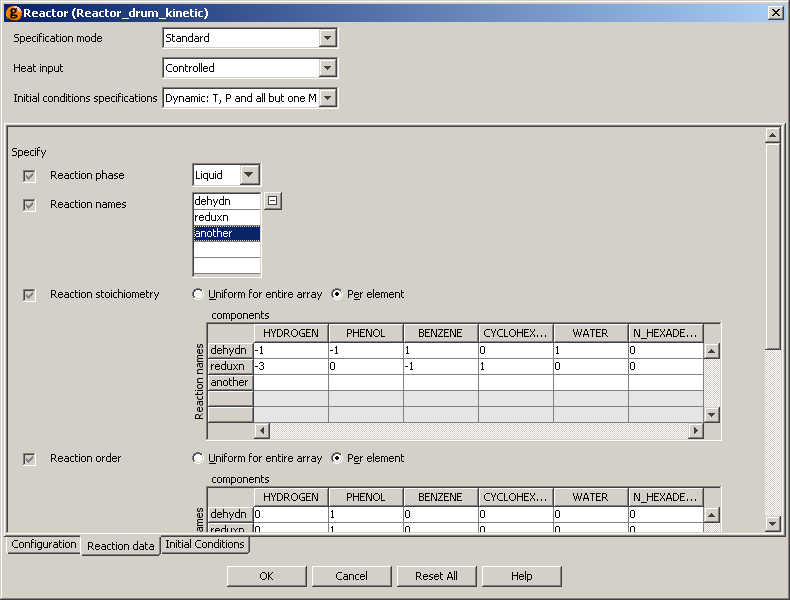 Reactor (Reactor_drum_kinetic)
Specification mode Standard
Heat input Controlled
Initial conditions specifications Dynamic: T, P and all but one M
Specify
Reaction phase Liquid
Reaction names dehydn
reduxn
another
Reaction stoichiometry Uniform for entire array Per element
components
HYDROGEN PHENOL BENZENE CYCLOHEX... WATER N_HEXADE...
Reaction names
dehydn -1 -1 1 0 1 0
reduxn -3 0 -1 1 0 0
another
Reaction order Uniform for entire array Per element
components
HYDROGEN PHENOL BENZENE CYCLOHEX... WATER N_HEXADE...
dehydn 0 1 0 0 0 0
reduxn 0 1 0 0 0 0
Configuration Reaction data Initial Conditions
OK Cancel Reset All Help